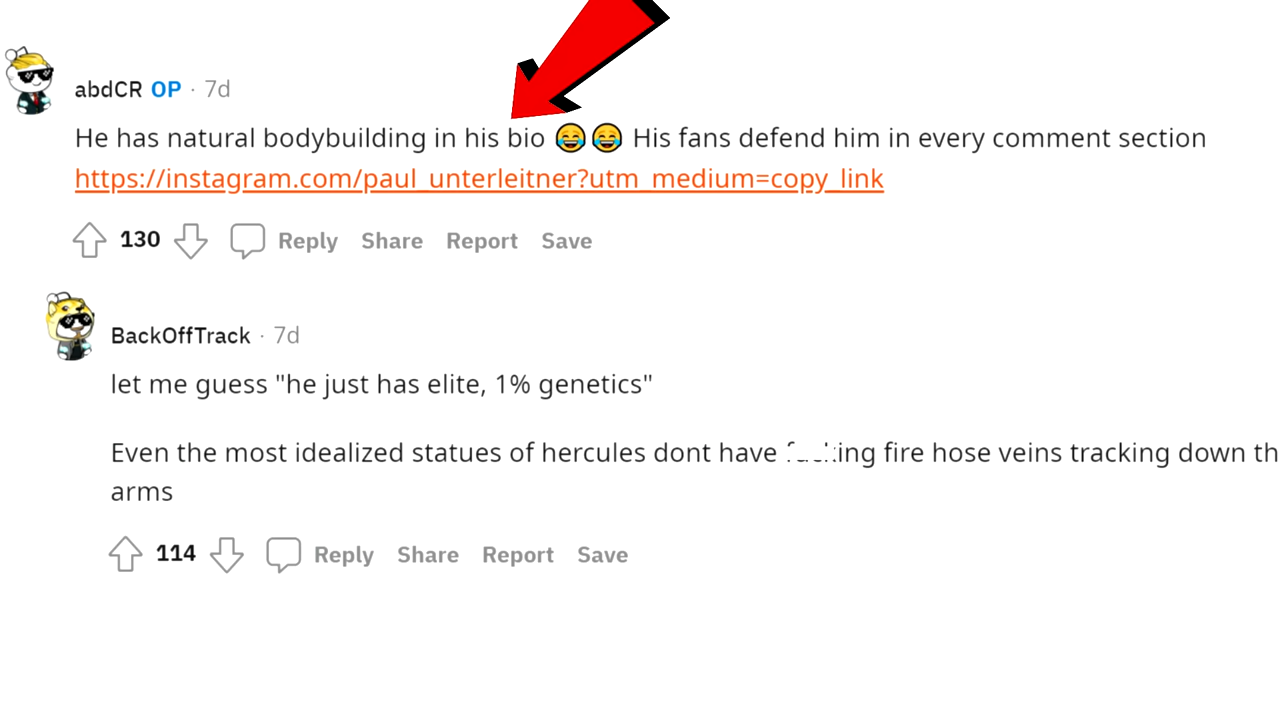 abdCR OP · 7d
He has natural bodybuilding in his bio 😂😂 His fans defend him in every comment section
https://instagram.com/paul_unterleitner?utm_medium=copy_link
130 Reply Share Report Save
BackOffTrack · 7d
let me guess "he just has elite, 1% genetics"
Even the most idealized statues of hercules dont have fucking fire hose veins tracking down th
arms
114 Reply Share Report Save